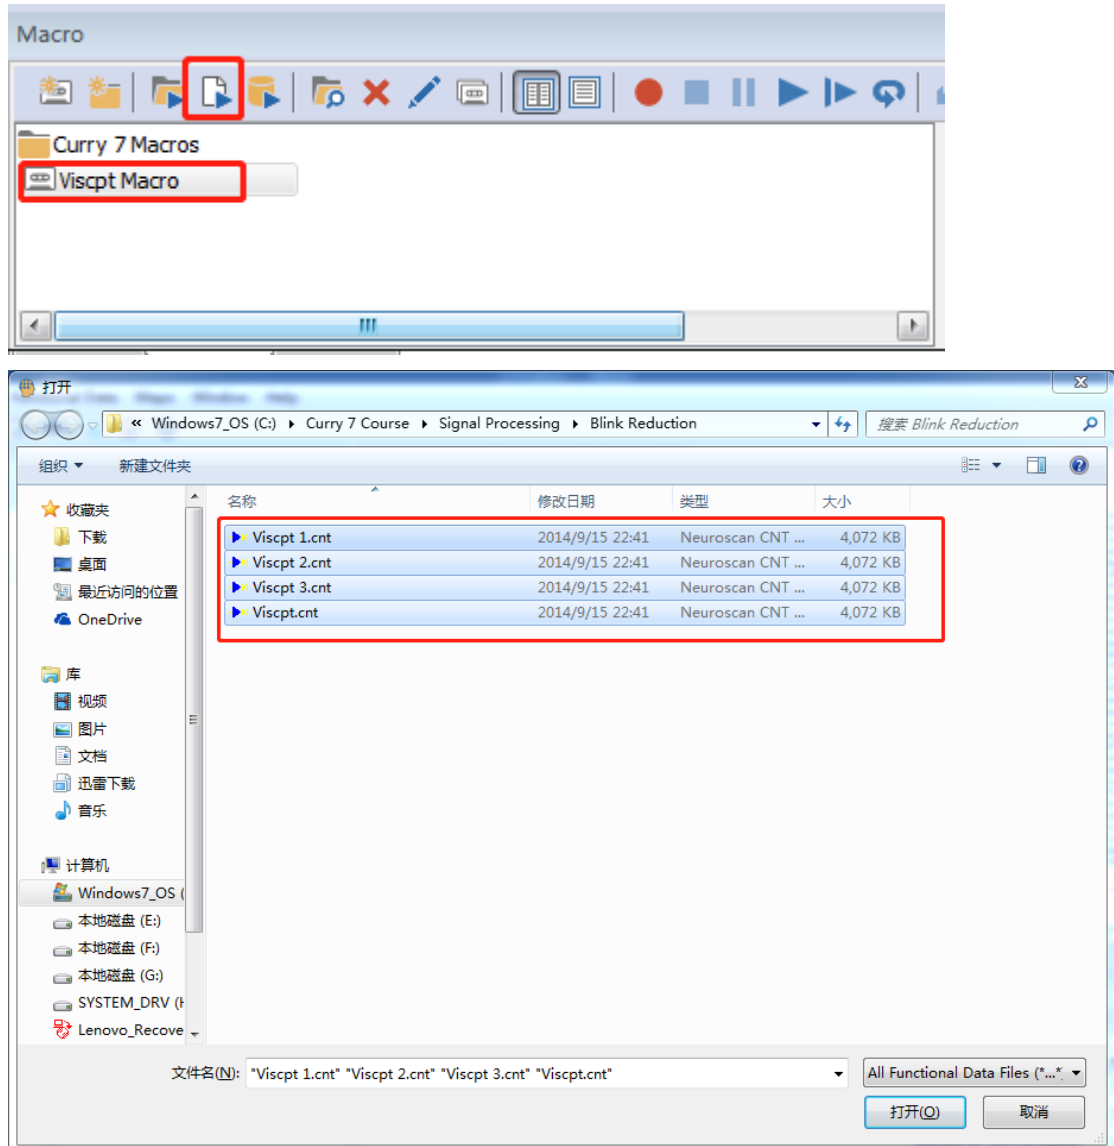 Macro
Curry 7 Macros
Viscpt Macro
打开
« Windows7_OS (C:) Curry 7 Course Signal Processing Blink Reduction 搜索 Blink Reduction
组织 新建文件夹
名称 修改日期 类型 大小
收藏夹
下载
桌面
最近访问的位置
OneDrive
库
视频
图片
文档
迅雷下载
音乐
计算机
Windows7_OS (
本地磁盘 (E:)
本地磁盘 (F:)
本地磁盘 (G:)
SYSTEM_DRV (H
Lenovo_Recove
Viscpt 1.cnt 2014/9/15 22:41 Neuroscan CNT ... 4,072 KB
Viscpt 2.cnt 2014/9/15 22:41 Neuroscan CNT ... 4,072 KB
Viscpt 3.cnt 2014/9/15 22:41 Neuroscan CNT ... 4,072 KB
Viscpt.cnt 2014/9/15 22:41 Neuroscan CNT ... 4,072 KB
文件名(N): "Viscpt 1.cnt" "Viscpt 2.cnt" "Viscpt 3.cnt" "Viscpt.cnt" All Functional Data Files (*...*,
打开(O) 取消